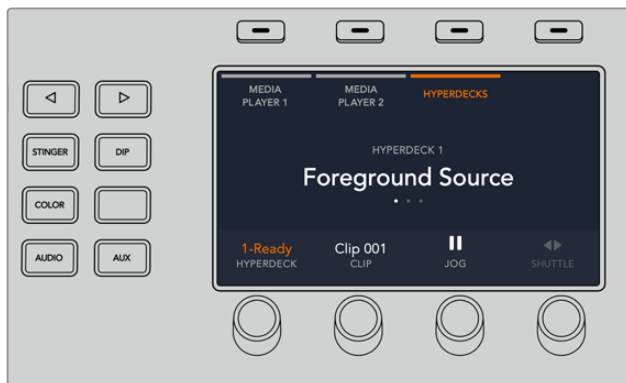 MEDIA
PLAYER 1
MEDIA
PLAYER 2
HYPERDECKS
STINGER
DIP
HYPERDECK 1
Foreground Source
COLOR
AUDIO
AUX
1-Ready
HYPERDECK
Clip 001
CLIP
JOG
SHUTTLE